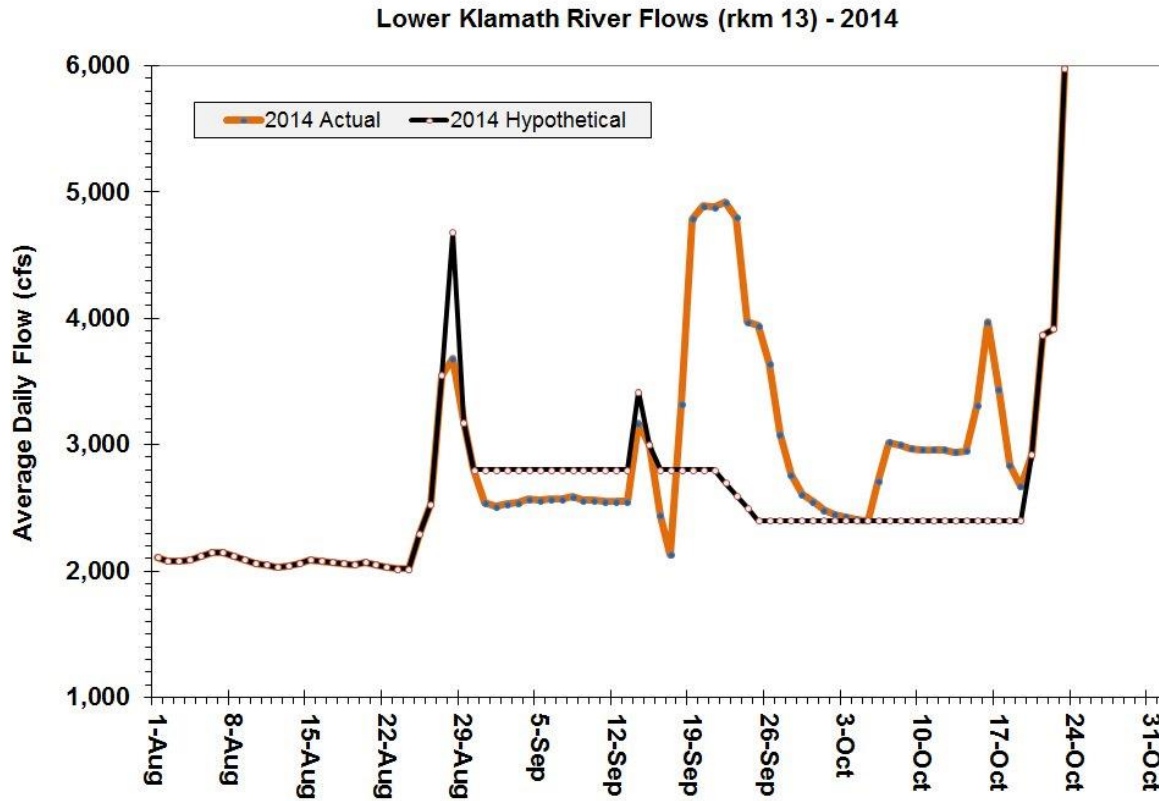 Lower Klamath River Flows (rkm 13) - 2014
2014 Actual
2014 Hypothetical
Average Daily Flow (cfs)
6,000
5,000
4,000
3,000
2,000
1,000
1-Aug
8-Aug
15-Aug
22-Aug
29-Aug
5-Sep
12-Sep
19-Sep
26-Sep
3-Oct
10-Oct
17-Oct
24-Oct
31-Oct